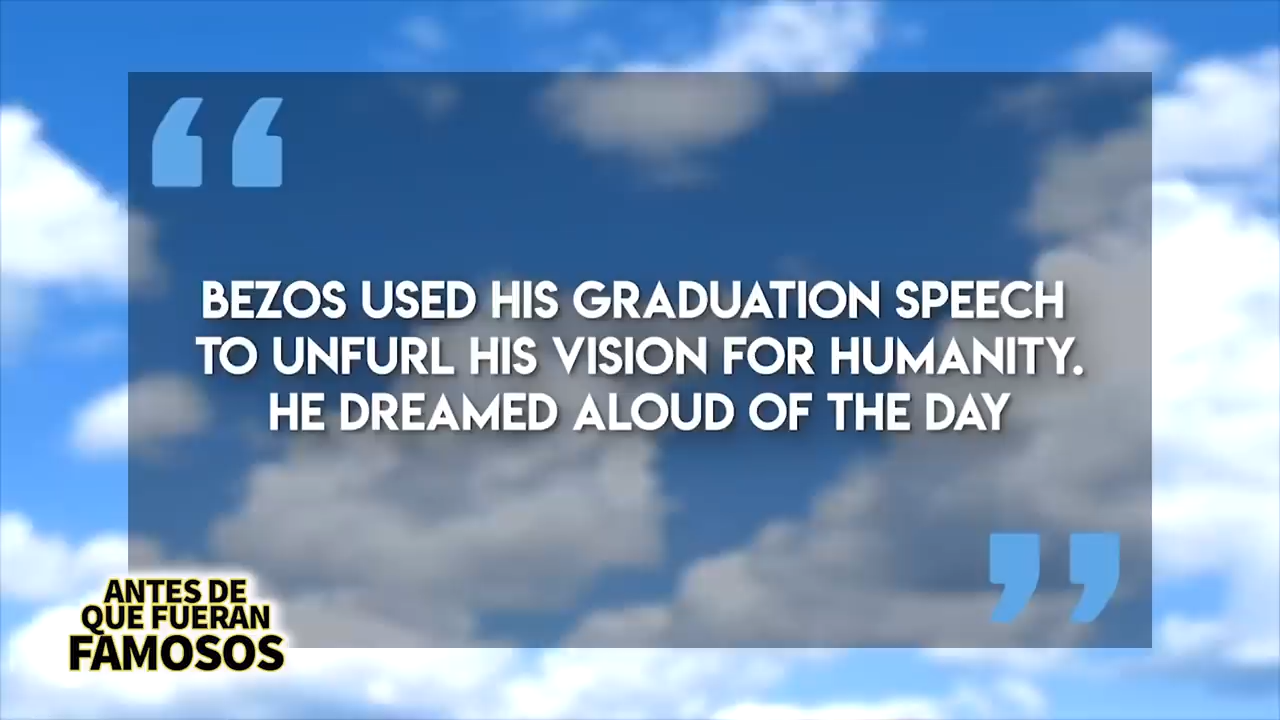 “
BEZOS USED HIS GRADUATION SPEECH
TO UNFURL HIS VISION FOR HUMANITY.
HE DREAMED ALOUD OF THE DAY
”
ANTES DE
QUE FUERAN
FAMOSOS